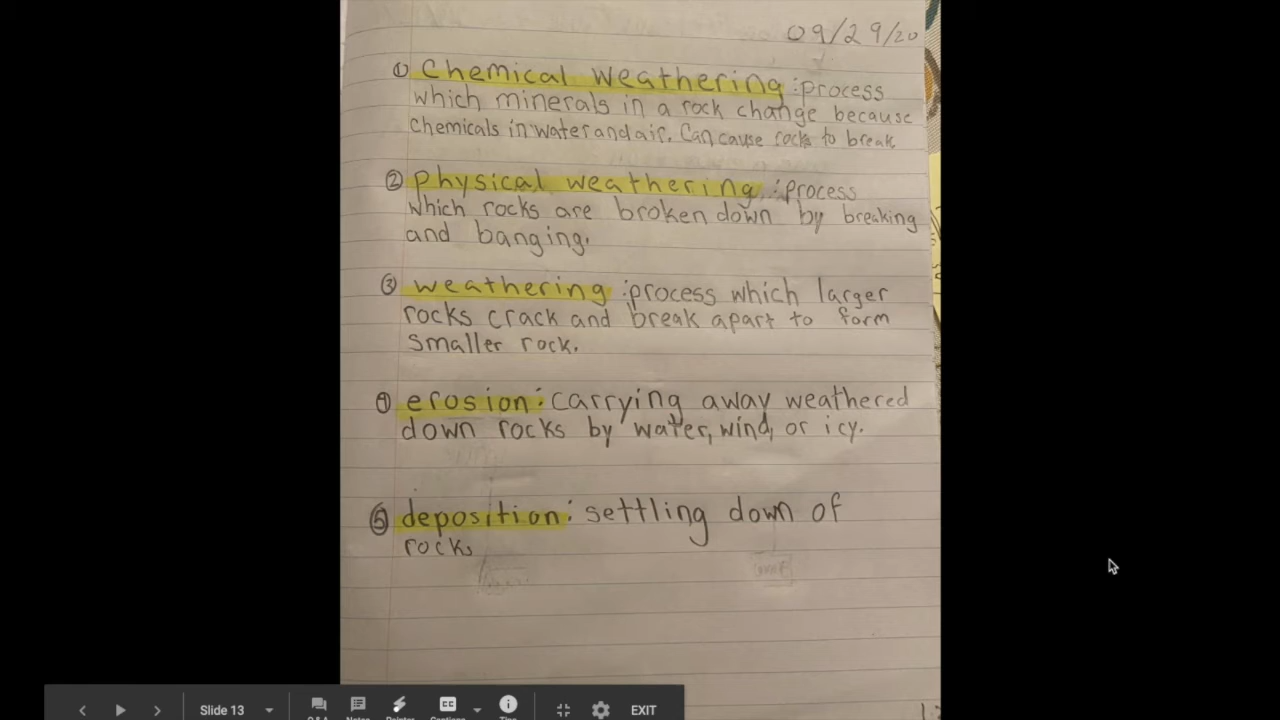 09/29/20
① Chemical weathering : process
which minerals in a rock change because
chemicals in water and air. Can cause rocks to break
② physical weathering : process
which rocks are broken down by breaking
and banging.
③ weathering : process which larger
rocks crack and break apart to form
smaller rock.
④ erosion: carrying away weathered
down rocks by water, wind, or icy.
⑤ deposition: settling down of
rock
Slide 13 EXIT